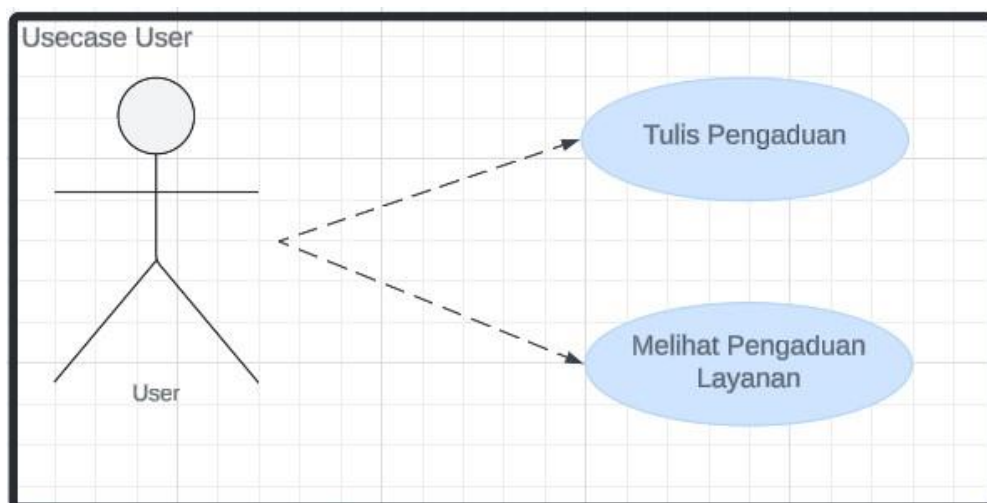 Usecase User
Tulis Pengaduan
Melihat Pengaduan
Layanan
User